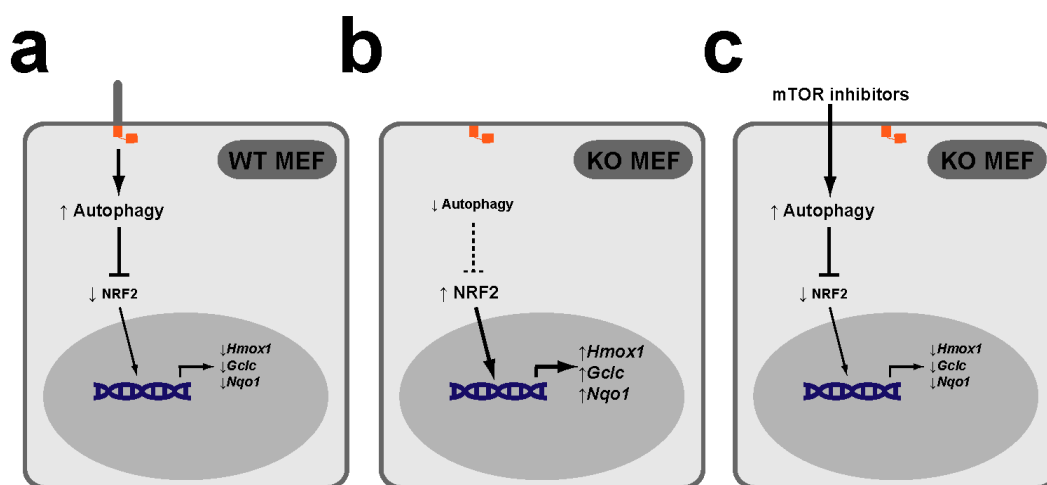 a
WT MEF
↑ Autophagy
↓ NRF2
↓Hmox1
↓Gclc
↓Nqo1
b
KO MEF
↓ Autophagy
↑ NRF2
↑Hmox1
↑Gclc
↑Nqo1
c
mTOR inhibitors
KO MEF
↑ Autophagy
↓ NRF2
↓Hmox1
↓Gclc
↓Nqo1